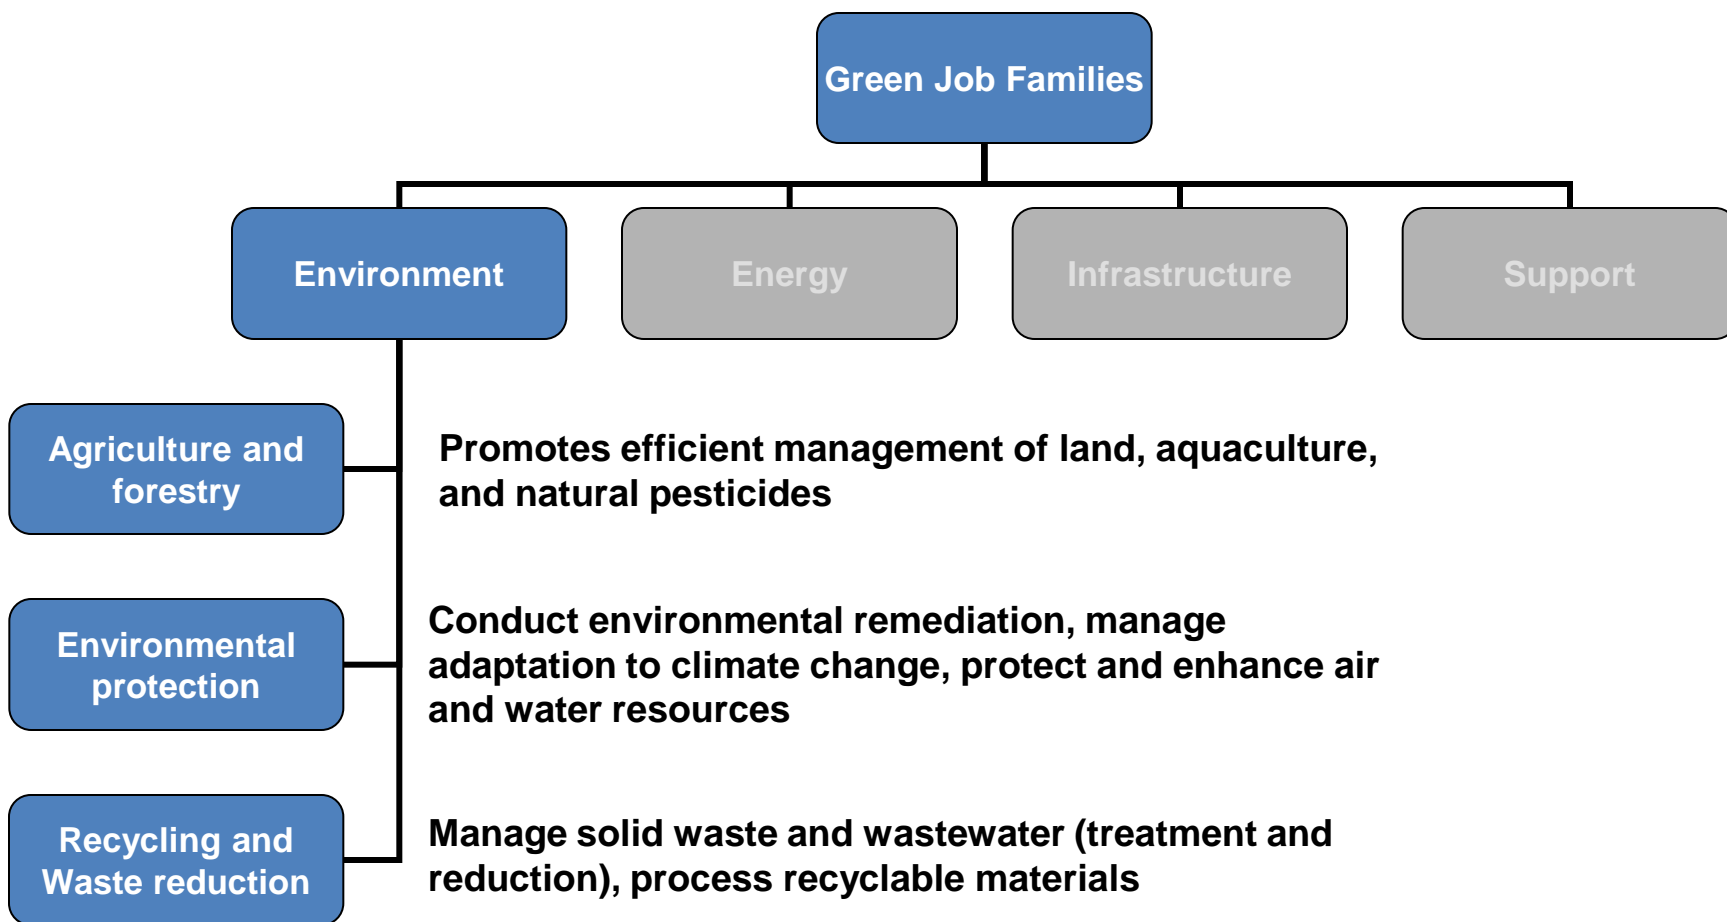 Green Job Families
Environment
Energy
Infrastructure
Support
Agriculture and
forestry
Promotes efficient management of land, aquaculture,
and natural pesticides
Environmental
protection
Conduct environmental remediation, manage
adaptation to climate change, protect and enhance air
and water resources
Recycling and
Waste reduction
Manage solid waste and wastewater (treatment and
reduction), process recyclable materials